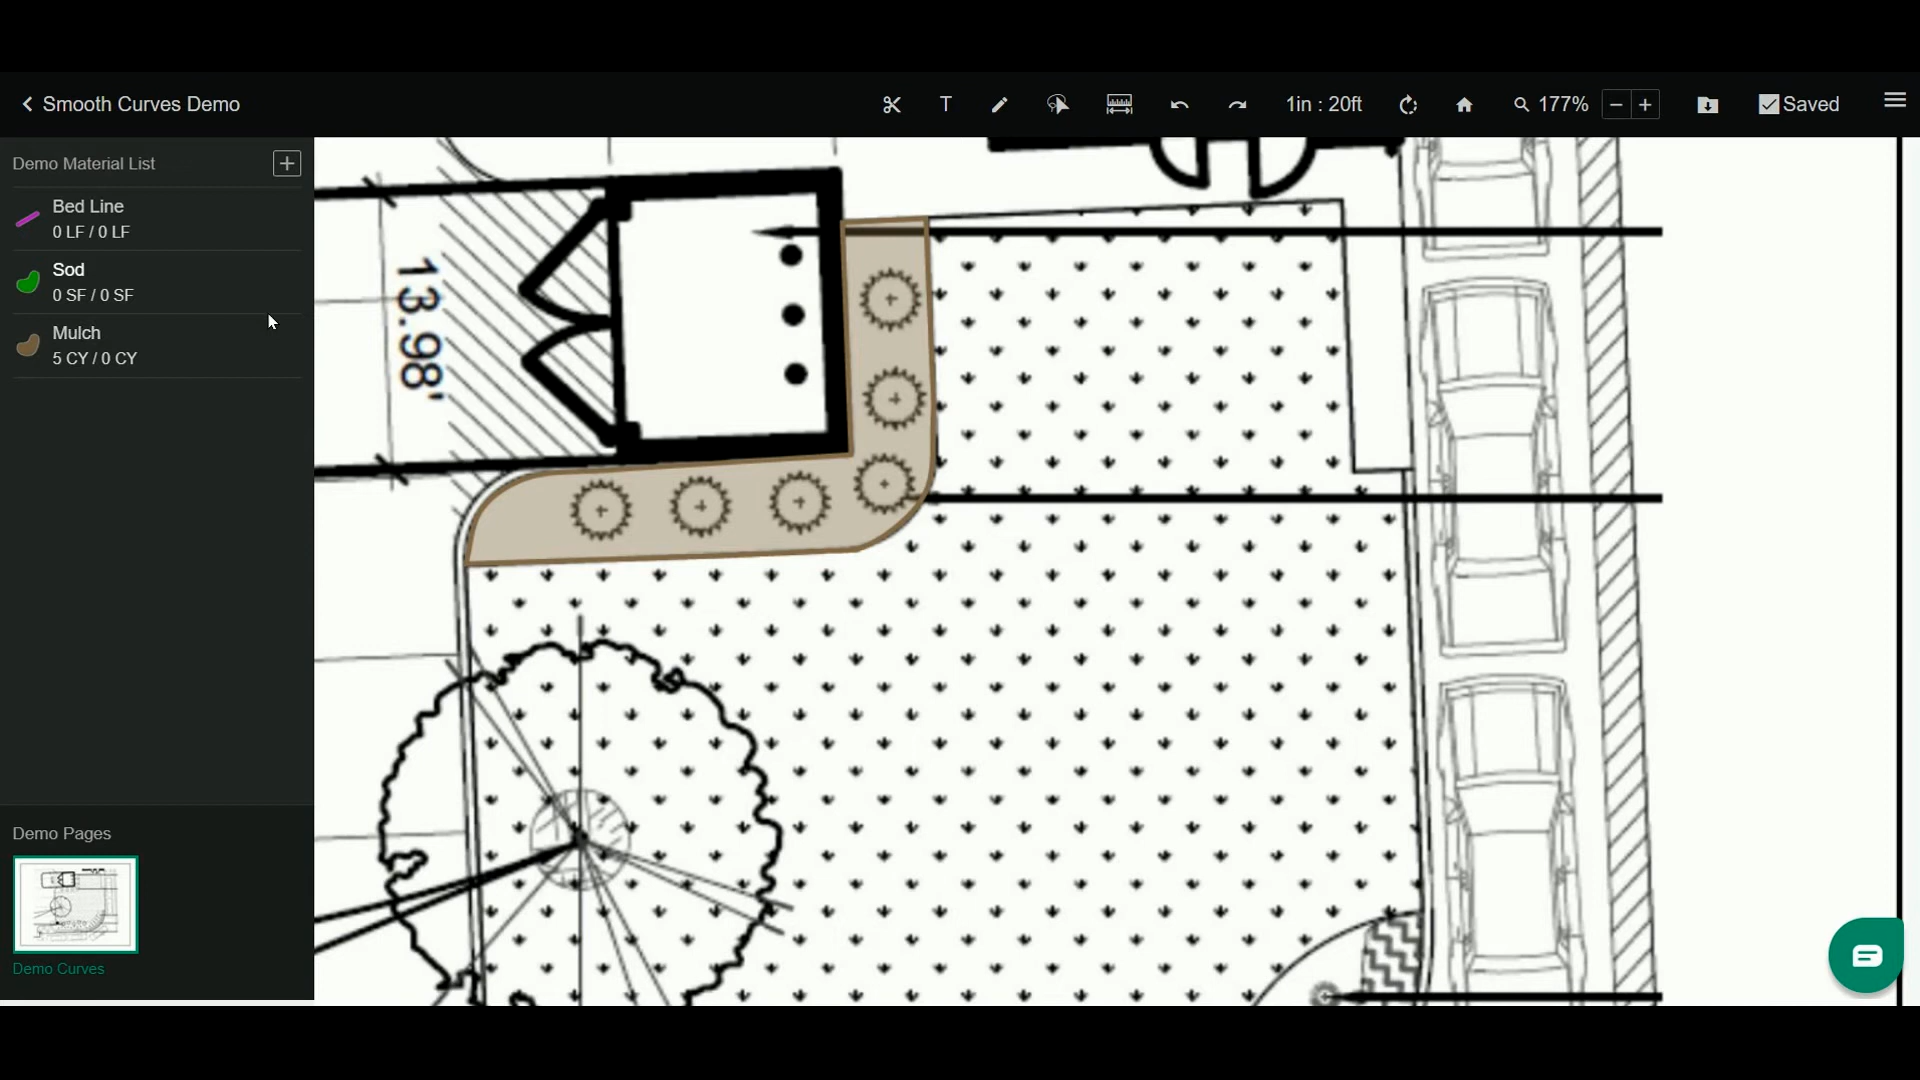 Smooth Curves Demo
T
1in : 20ft
177%
Saved
Demo Material List
Bed Line
0 LF / 0 LF
Sod
0 SF / 0 SF
Mulch
5 CY / 0 CY
13.98'
Demo Pages
Demo Curves